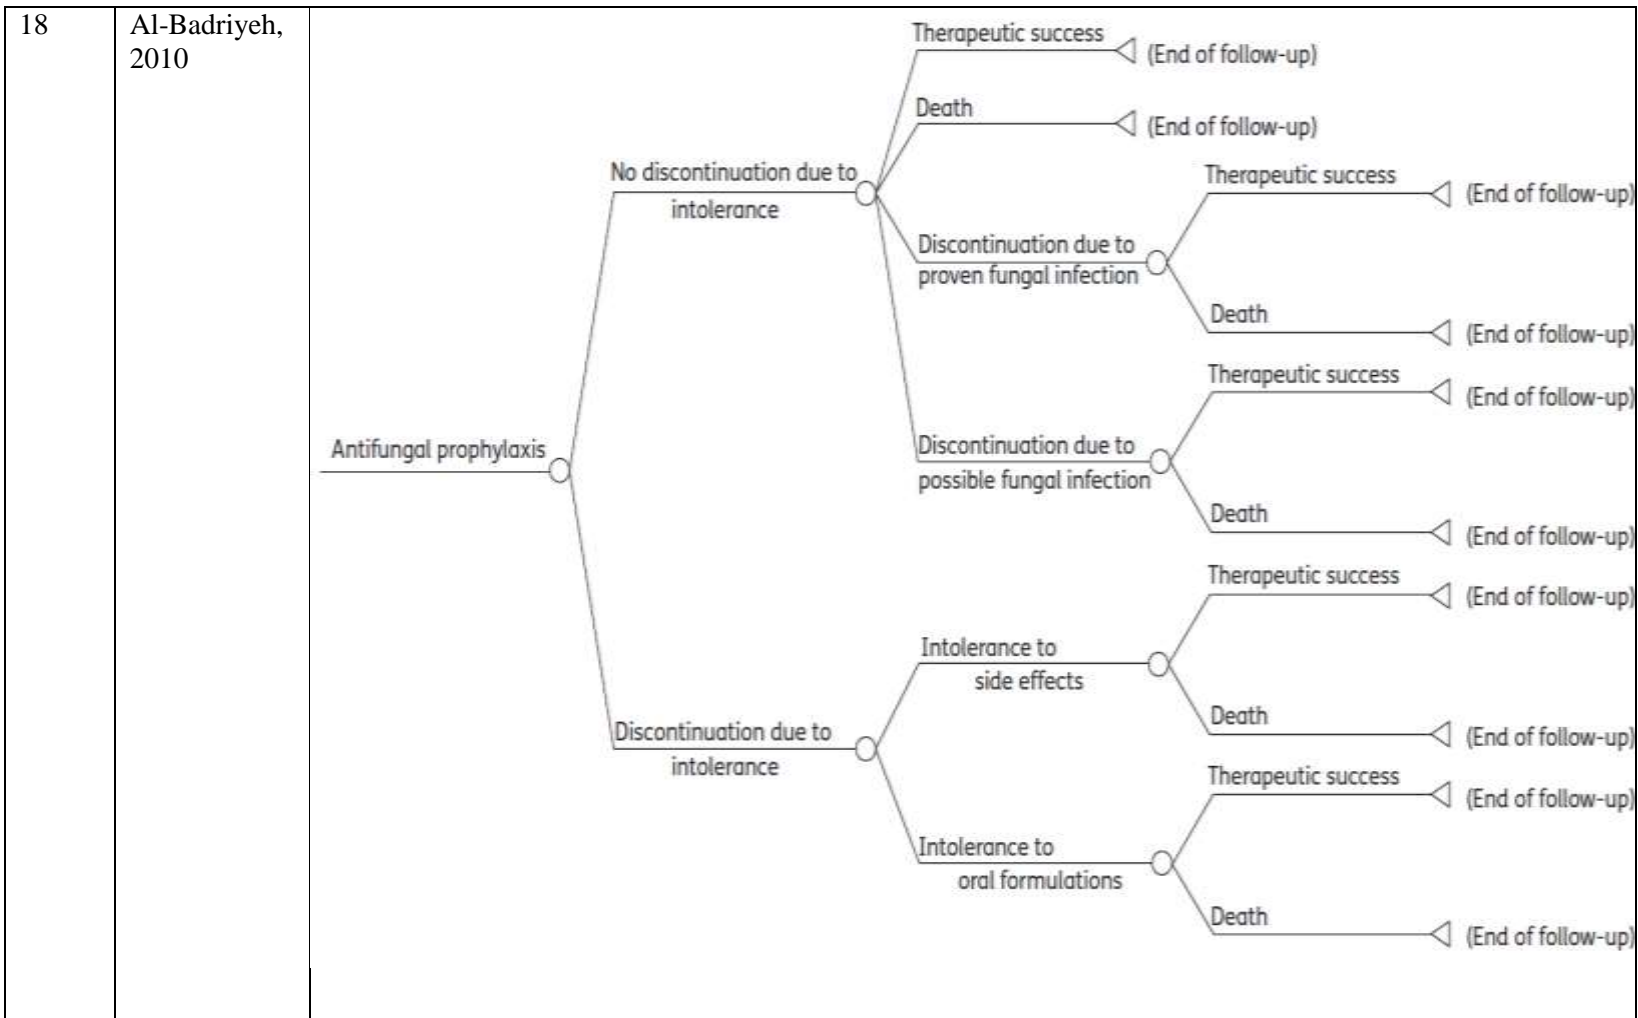 18
Al-Badriyeh,
2010
Therapeutic success
(End of follow-up)
Death
(End of follow-up)
No discontinuation due to
intolerance
Therapeutic success
(End of follow-up)
Discontinuation due to
proven fungal infection
Death
(End of follow-up)
Therapeutic success
(End of follow-up)
Antifungal prophylaxis
Discontinuation due to
possible fungal infection
Death
(End of follow-up)
Therapeutic success
(End of follow-up)
Intolerance to
side effects
Death
(End of follow-up)
Discontinuation due to
intolerance
Therapeutic success
(End of follow-up)
Intolerance to
oral formulations
Death
(End of follow-up)